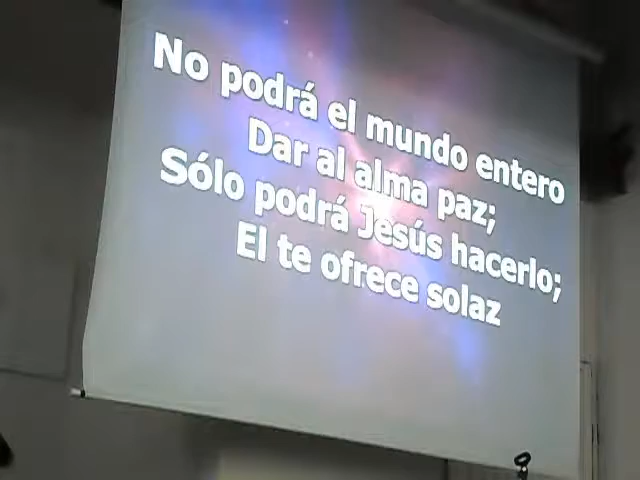 No podrá el mundo entero
Dar al alma paz;
Sólo podrá Jesús hacerlo;
El te ofrece solaz